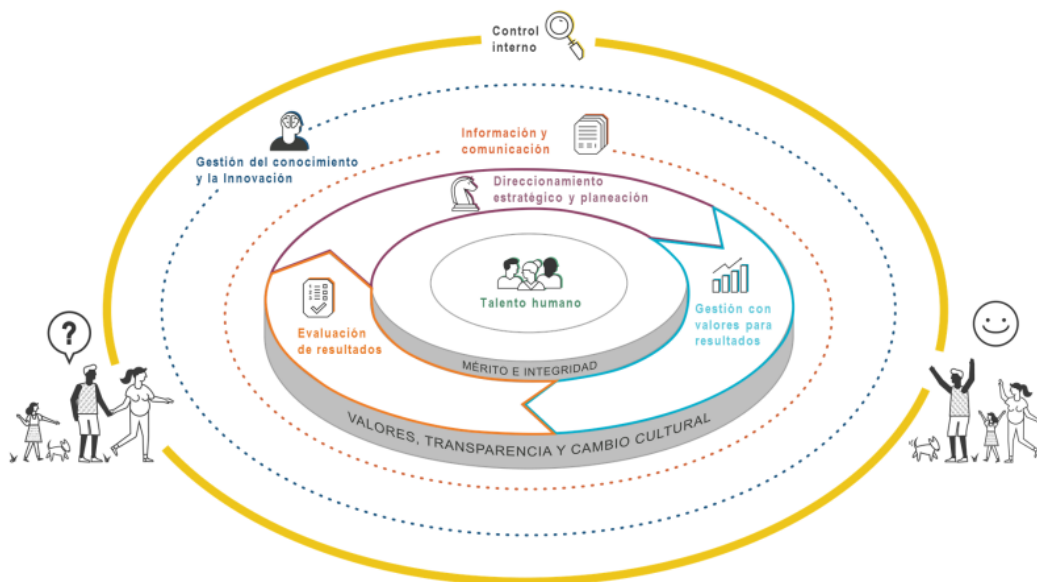 Control
interno
Información y
comunicación
Gestión del conocimiento
y la Innovación
Direccionamiento
estratégico y planeación
Talento humano
Gestión con
valores para
resultados
Evaluación
de resultados
MÉRITO E INTEGRIDAD
VALORES, TRANSPARENCIA Y CAMBIO CULTURAL
?